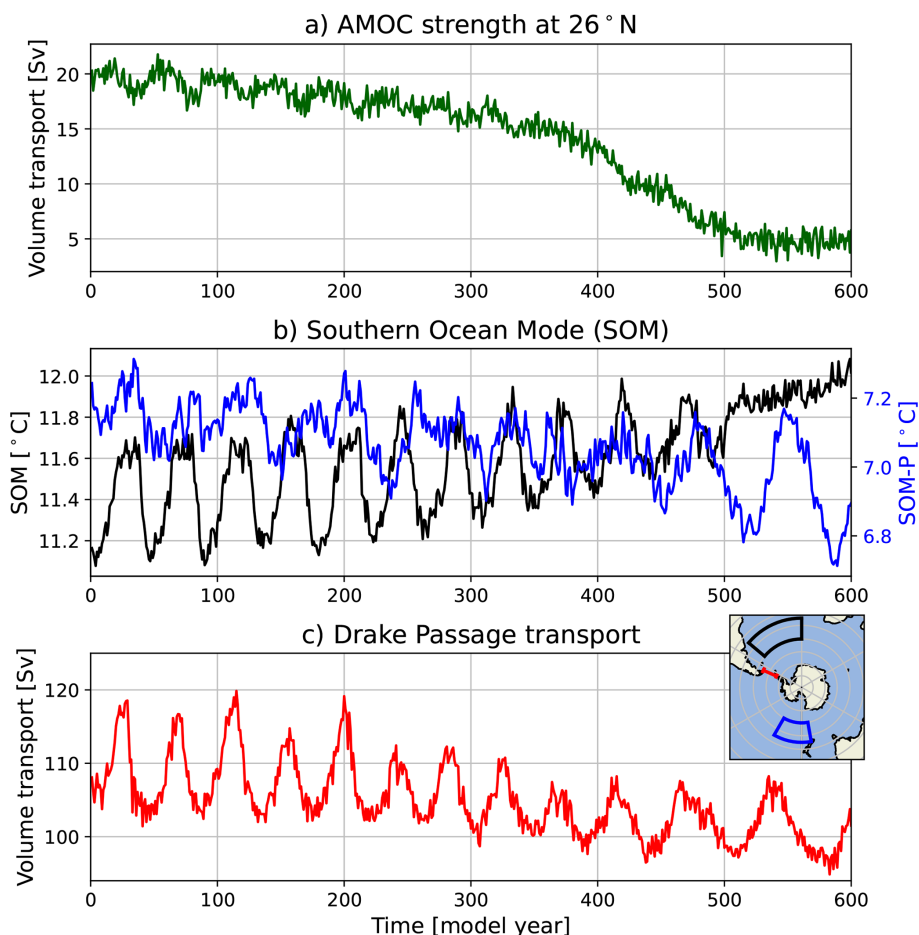 a) AMOC strength at 26°N
Volume transport [Sv]
20
15
10
5
0 100 200 300 400 500 600
b) Southern Ocean Mode (SOM)
SOM [°C]
12.0
11.8
11.6
11.4
11.2
7.2
7.0
6.8
SOM-P [°C]
0 100 200 300 400 500 600
c) Drake Passage transport
Volume transport [Sv]
120
110
100
0 100 200 300 400 500 600
Time [model year]